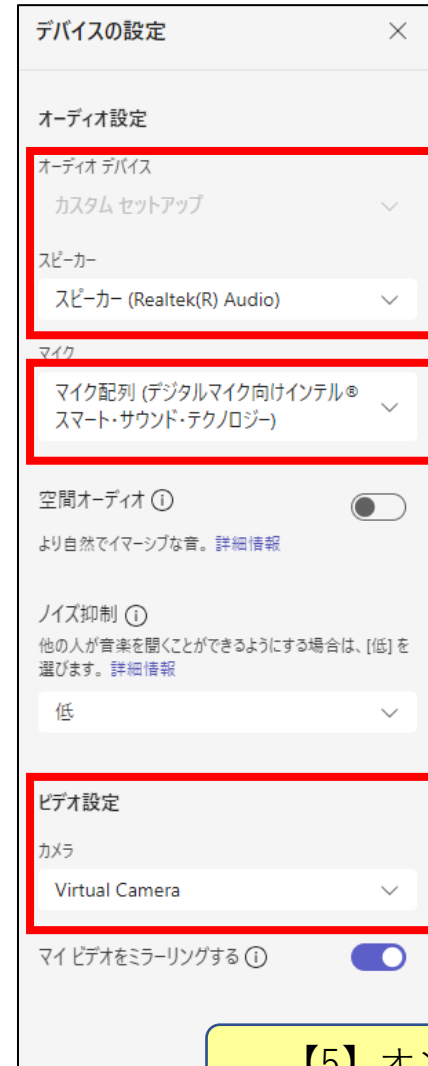 デバイスの設定
オーディオ設定
オーディオ デバイス
カスタム セットアップ
スピーカー
スピーカー (Realtek(R) Audio)
マイク
マイク配列 (デジタルマイク向けインテル®
スマート・サウンド・テクノロジー)
空間オーディオ
より自然でイマーシブな音。詳細情報
ノイズ抑制
他の人が音楽を聞くことができるようにする場合は、[低] を
選びます。詳細情報
低
ビデオ設定
カメラ
Virtual Camera
マイ ビデオをミラーリングする
【5】オン